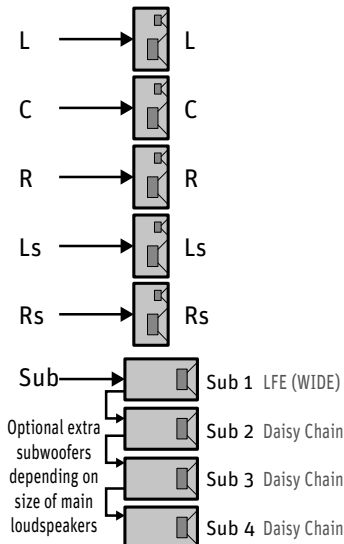 L L
C C
R R
Ls Ls
Rs Rs
Sub Sub 1 LFE (WIDE)
Sub 2 Daisy Chain
Sub 3 Daisy Chain
Sub 4 Daisy Chain
Optional extra
subwoofers
depending on
size of main
loudspeakers